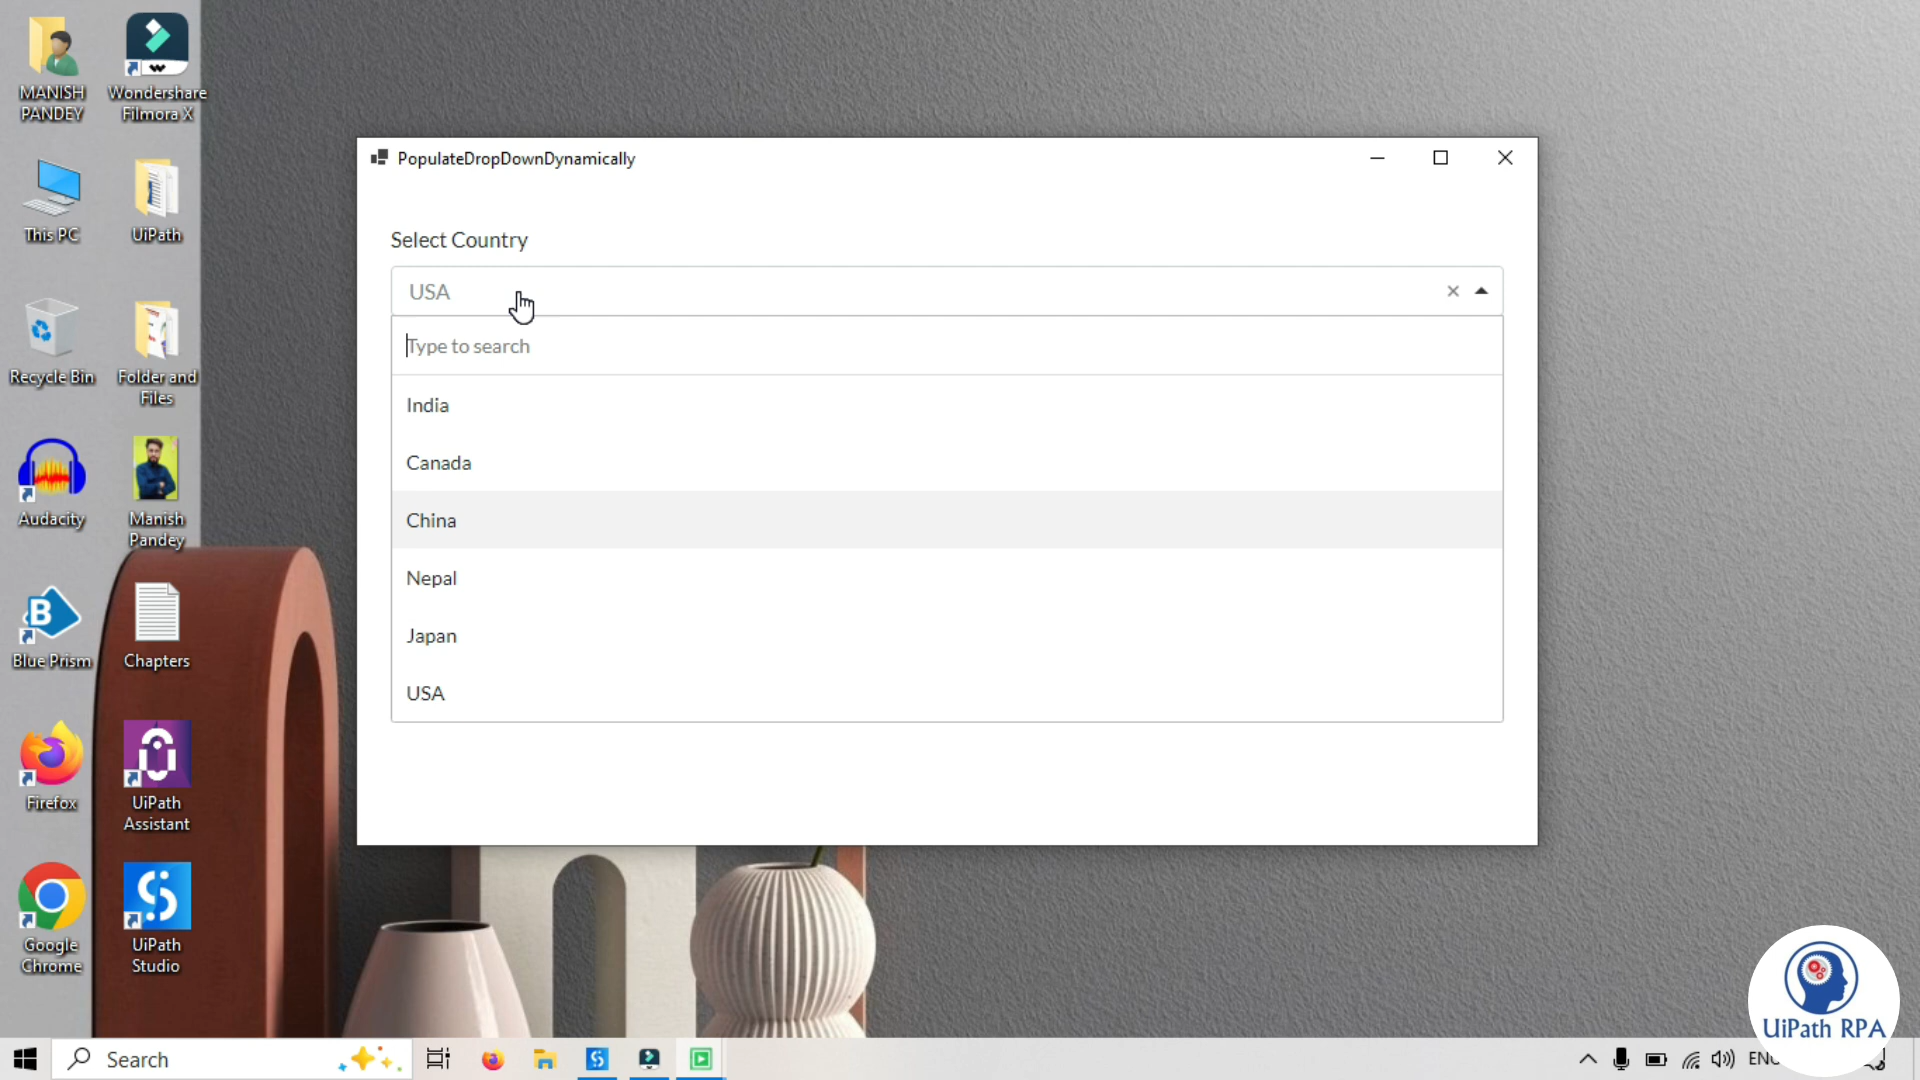 MANISH
PANDEY
Wondershare
Filmora X
This PC
UiPath
Recycle Bin
Folder and
Files
Audacity
Manish
Pandey
Blue Prism
Chapters
Firefox
UiPath
Assistant
Google
Chrome
UiPath
Studio
PopulateDropDownDynamically
Select Country
USA
Type to search
India
Canada
China
Nepal
Japan
USA
UiPath RPA
Search
ENG